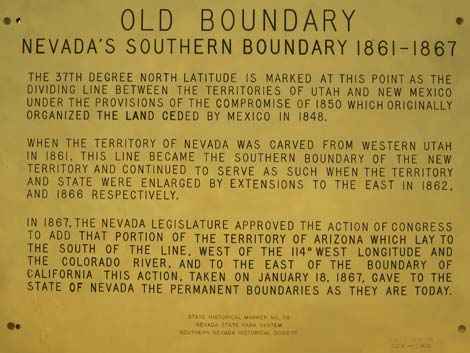 OLD BOUNDARY
NEVADA'S SOUTHERN BOUNDARY 1861-1867
THE 37TH DEGREE NORTH LATITUDE IS MARKED AT THIS POINT AS THE
DIVIDING LINE BETWEEN THE TERRITORIES OF UTAH AND NEW MEXICO
UNDER THE PROVISIONS OF THE COMPROMISE OF 1850 WHICH ORIGINALLY
ORGANIZED THE LAND CEDED BY MEXICO IN 1848.
WHEN THE TERRITORY OF NEVADA WAS CARVED FROM WESTERN UTAH
IN 1861, THIS LINE BECAME THE SOUTHERN BOUNDARY OF THE NEW
TERRITORY AND CONTINUED TO SERVE AS SUCH WHEN THE TERRITORY
AND STATE WERE ENLARGED BY EXTENSIONS TO THE EAST IN 1862,
AND 1866 RESPECTIVELY.
IN 1867, THE NEVADA LEGISLATURE APPROVED THE ACTION OF CONGRESS
TO ADD THAT PORTION OF THE TERRITORY OF ARIZONA WHICH LAY TO
THE SOUTH OF THE LINE, WEST OF THE 114° WEST LONGITUDE AND
THE COLORADO RIVER, AND TO THE EAST OF THE BOUNDARY OF
CALIFORNIA THIS ACTION, TAKEN ON JANUARY 18, 1867, GAVE TO THE
STATE OF NEVADA THE PERMANENT BOUNDARIES AS THEY ARE TODAY.
STATE HISTORICAL MARKER NO. 58
NEVADA STATE PARK SYSTEM
SOUTHERN NEVADA HISTORICAL SOCIETY